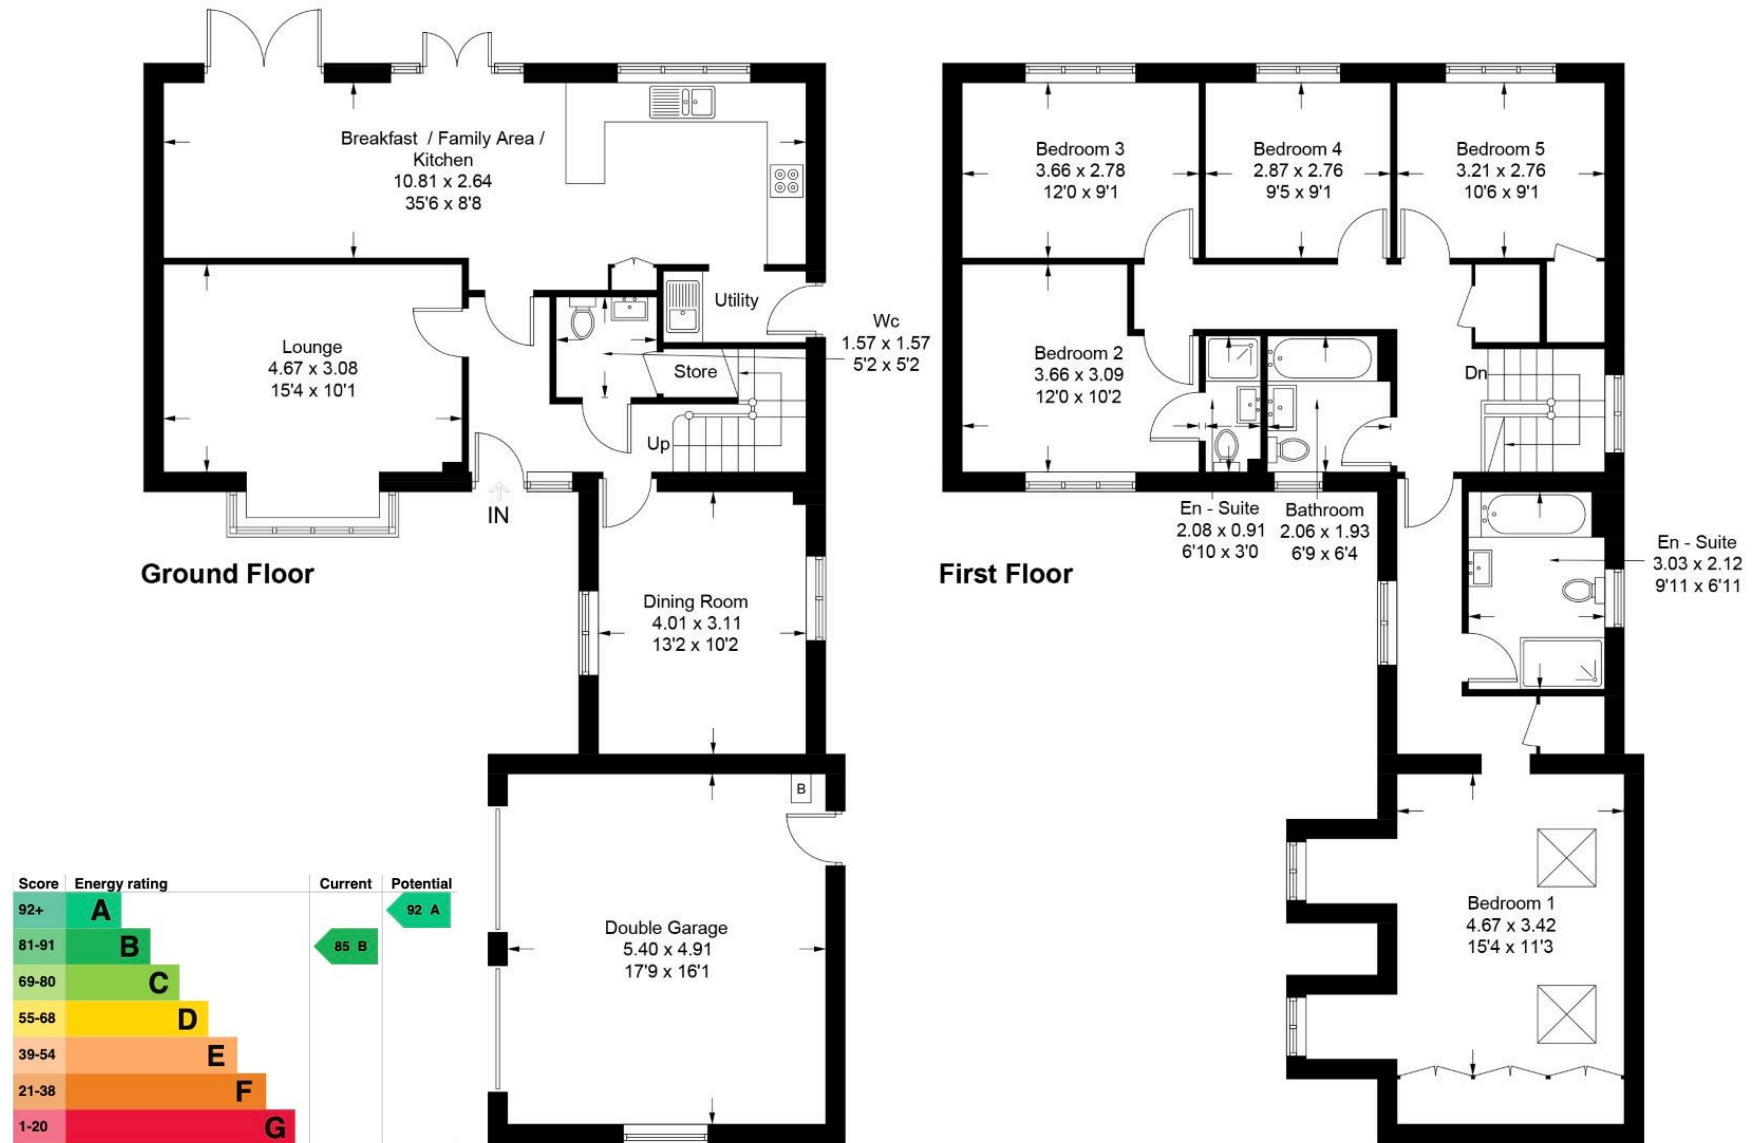 Breakfast / Family Area /
Kitchen
10.81 x 2.64
35'6 x 8'8
Lounge
4.67 x 3.08
15'4 x 10'1
Utility
Wc
1.57 x 1.57
5'2 x 5'2
Store
Up
IN
Ground Floor
Dining Room
4.01 x 3.11
13'2 x 10'2
B
Double Garage
5.40 x 4.91
17'9 x 16'1
Bedroom 3
3.66 x 2.78
12'0 x 9'1
Bedroom 4
2.87 x 2.76
9'5 x 9'1
Bedroom 5
3.21 x 2.76
10'6 x 9'1
Bedroom 2
3.66 x 3.09
12'0 x 10'2
Dn
En - Suite
2.08 x 0.91
6'10 x 3'0
Bathroom
2.06 x 1.93
6'9 x 6'4
En - Suite
3.03 x 2.12
9'11 x 6'11
First Floor
Bedroom 1
4.67 x 3.42
15'4 x 11'3
Score Energy rating Current Potential
92+ A 92 A
81-91 B 85 B
69-80 C
55-68 D
39-54 E
21-38 F
1-20 G